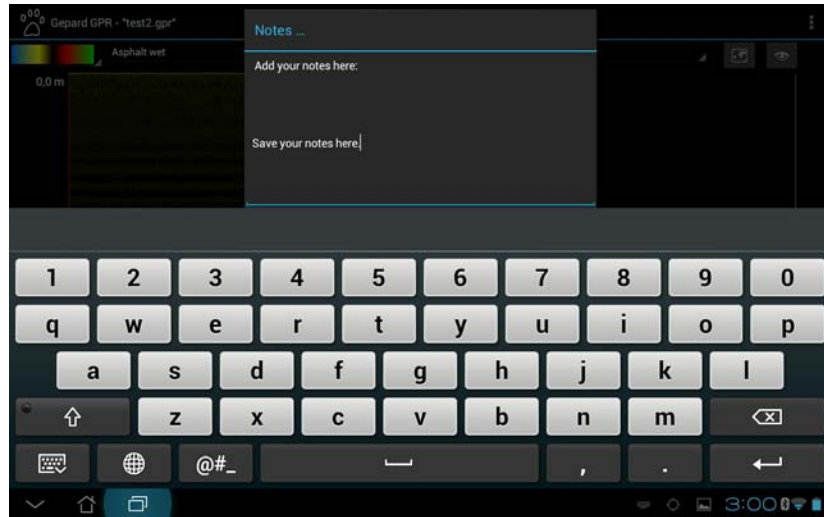 Gepard GPR - "test2.gpr"
Notes ...
Asphalt wet
Add your notes here:
0,0 m
Save your notes here.
1 2 3 4 5 6 7 8 9 0
q w e r t y u i o p
a s d f g h j k l
z x c v b n m
@#_ , .
3:00